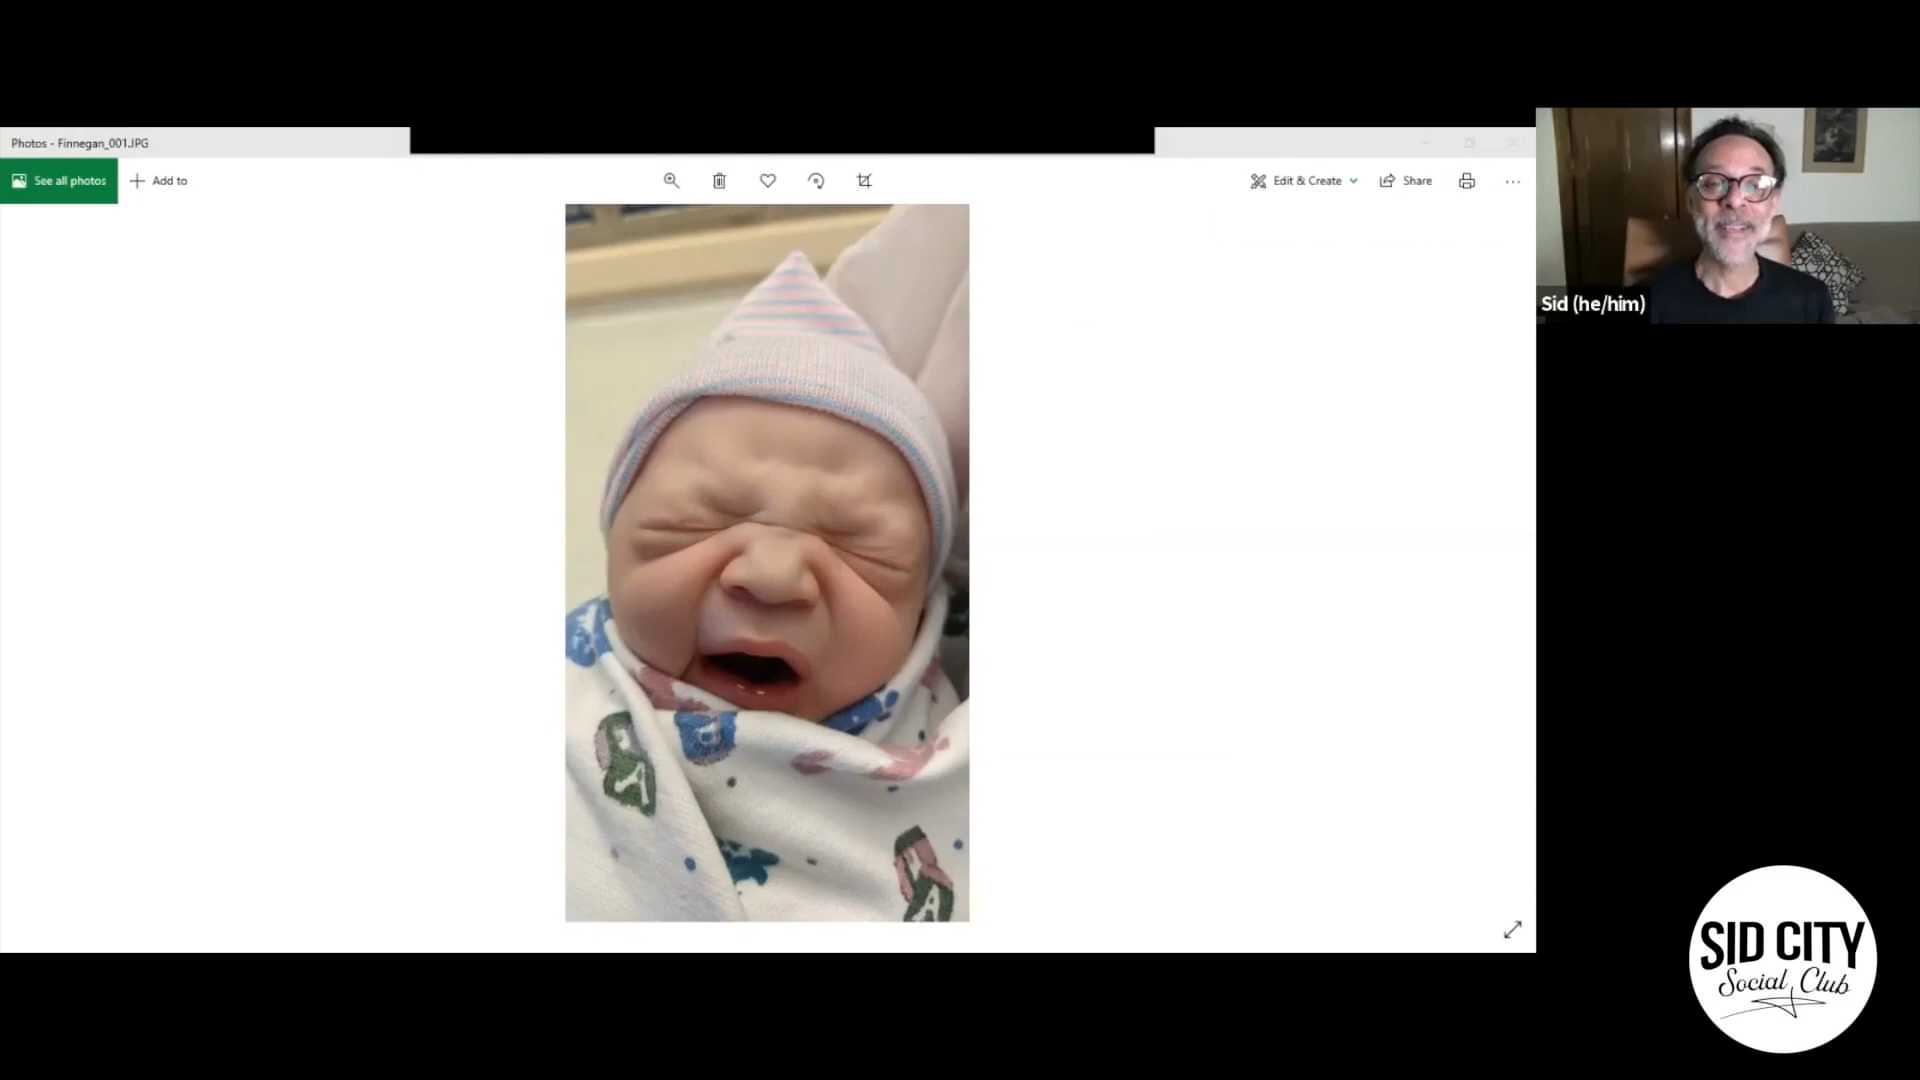 Photos - Finnegan_001.JPG
See all photos
Add to
Edit & Create
Share
Sid (he/him)
SID CITY
Social Club